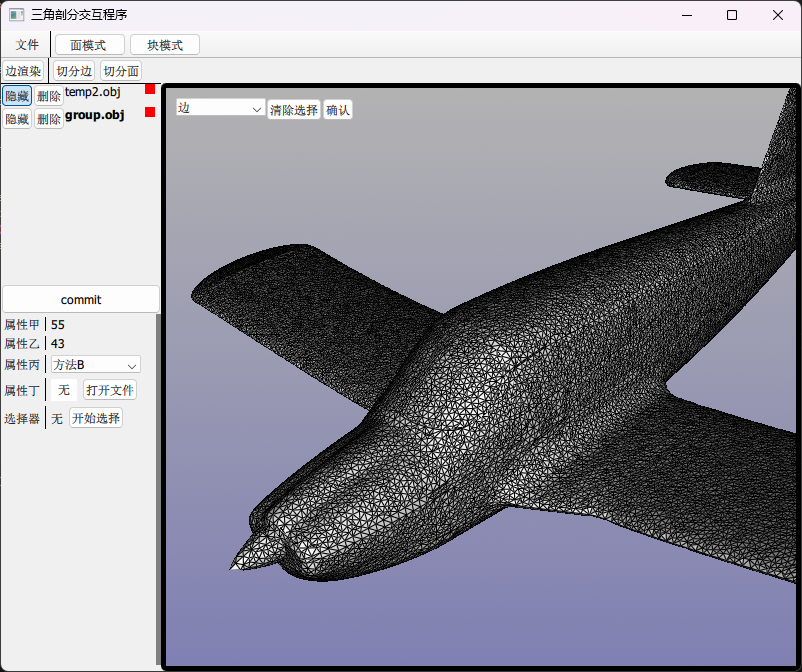 三角剖分交互程序
文件 面模式 块模式
边渲染 切分边 切分面
隐藏 删除 temp2.obj
隐藏 删除 group.obj
边 清除选择 确认
commit
属性甲 55
属性乙 43
属性丙 方法B
属性丁 无 打开文件
选择器 无 开始选择